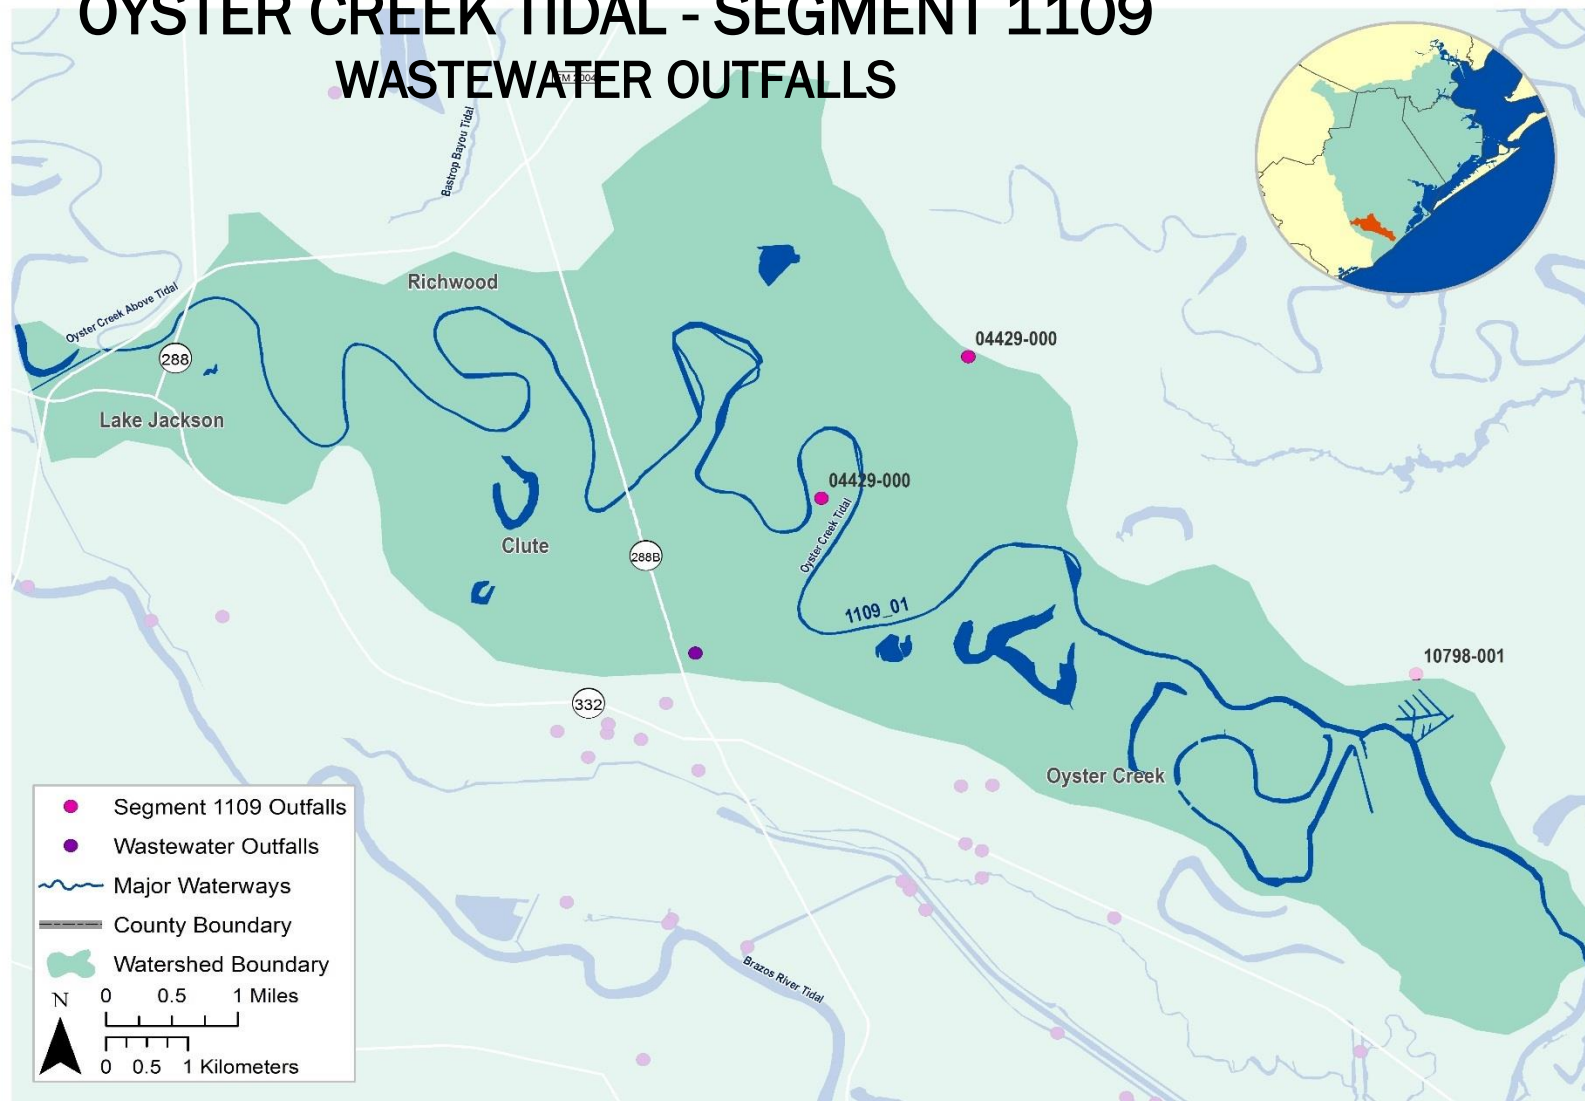 OYSTER CREEK TIDAL - SEGMENT 1109
WASTEWATER OUTFALLS
FM 2004
Bastrop Bayou Tidal
Richwood
Oyster Creek Above Tidal
288
04429-000
Lake Jackson
04429-000
Oyster Creek Tidal
Clute
288B
1109_01
10798-001
332
Oyster Creek
Segment 1109 Outfalls
Wastewater Outfalls
Major Waterways
County Boundary
Watershed Boundary
N
0 0.5 1 Miles
0 0.5 1 Kilometers
Brazos River Tidal